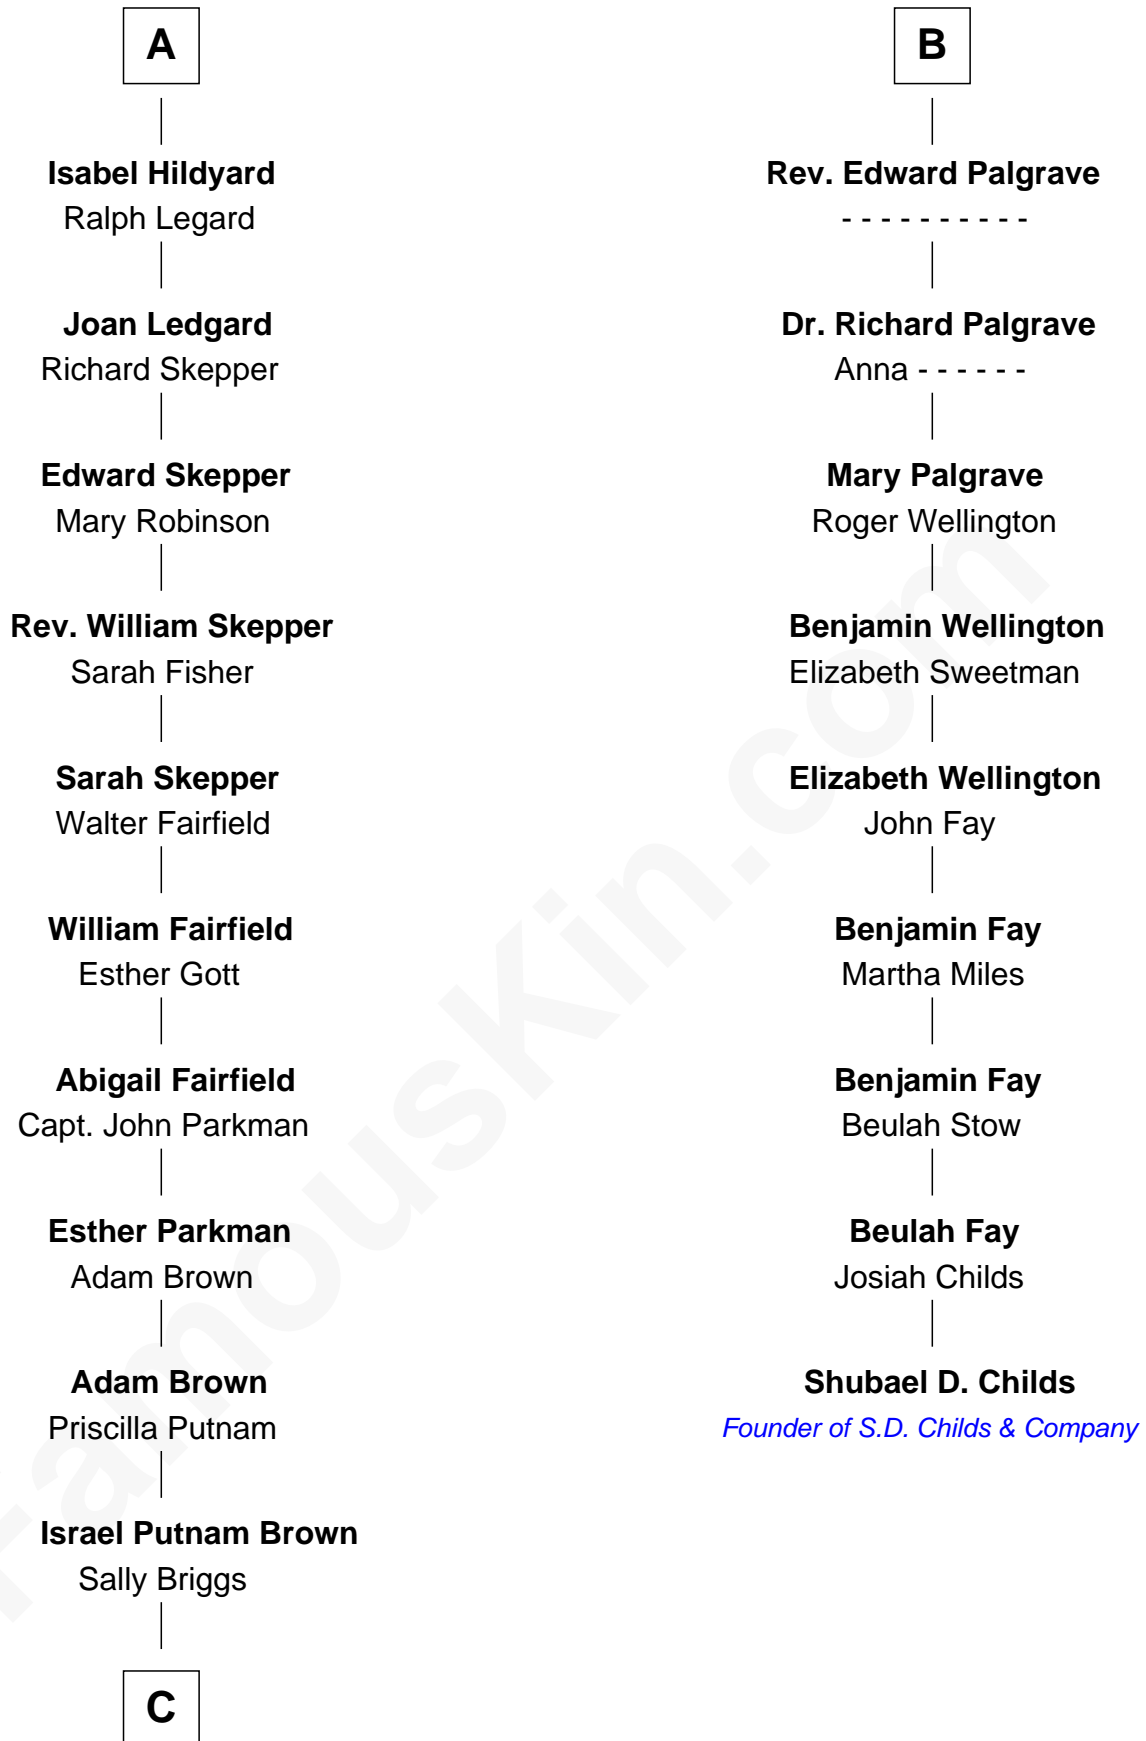 A
Isabel Hildyard
Ralph Legard
Joan Ledgard
Richard Skepper
Edward Skepper
Mary Robinson
Rev. William Skepper
Sarah Fisher
Sarah Skepper
Walter Fairfield
William Fairfield
Esther Gott
Abigail Fairfield
Capt. John Parkman
Esther Parkman
Adam Brown
Adam Brown
Priscilla Putnam
Israel Putnam Brown
Sally Briggs
C
B
Rev. Edward Palgrave
- - - - - - - - - -
Dr. Richard Palgrave
Anna - - - - - -
Mary Palgrave
Roger Wellington
Benjamin Wellington
Elizabeth Sweetman
Elizabeth Wellington
John Fay
Benjamin Fay
Martha Miles
Benjamin Fay
Beulah Stow
Beulah Fay
Josiah Childs
Shubael D. Childs
Founder of S.D. Childs & Company
FamousKin.com